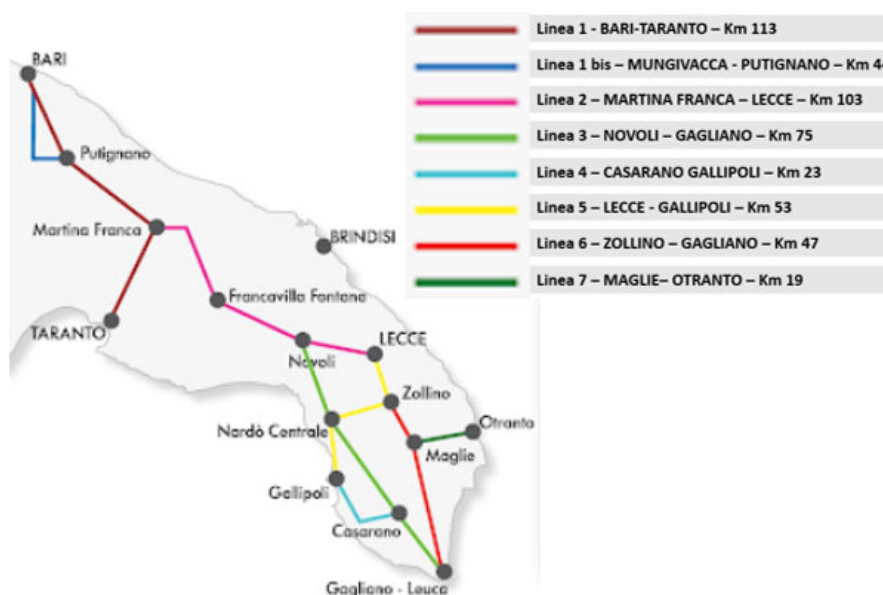 Linea 1 - BARI-TARANTO – Km 113
Linea 1 bis – MUNGIVACCA - PUTIGNANO – Km 4
Linea 2 – MARTINA FRANCA – LECCE – Km 103
Linea 3 – NOVOLI – GAGLIANO – Km 75
Linea 4 – CASARANO GALLIPOLI – Km 23
Linea 5 – LECCE - GALLIPOLI – Km 53
Linea 6 – ZOLLINO – GAGLIANO – Km 47
Linea 7 – MAGLIE– OTRANTO – Km 19
BARI
Putignano
Martina Franca
BRINDISI
Francavilla Fontana
TARANTO
LECCE
Novoli
Zollino
Otranto
Nardò Centrale
Maglie
Gallipoli
Casarano
Gagliano - Leuca